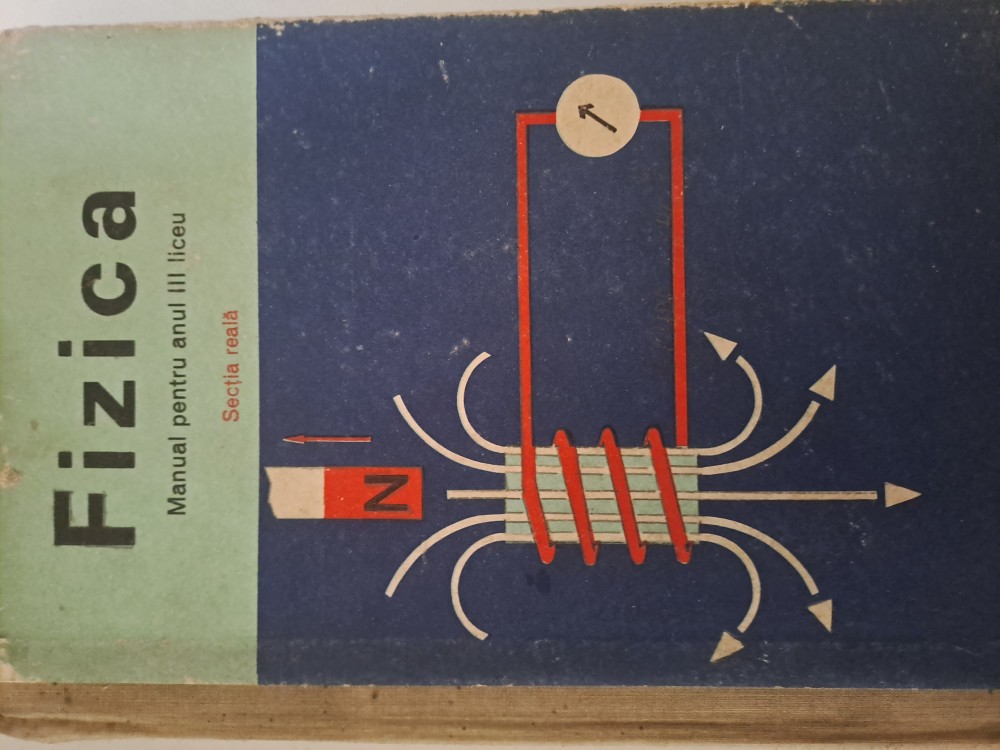 Fizica
Manual pentru anul III liceu
Secția reală
N